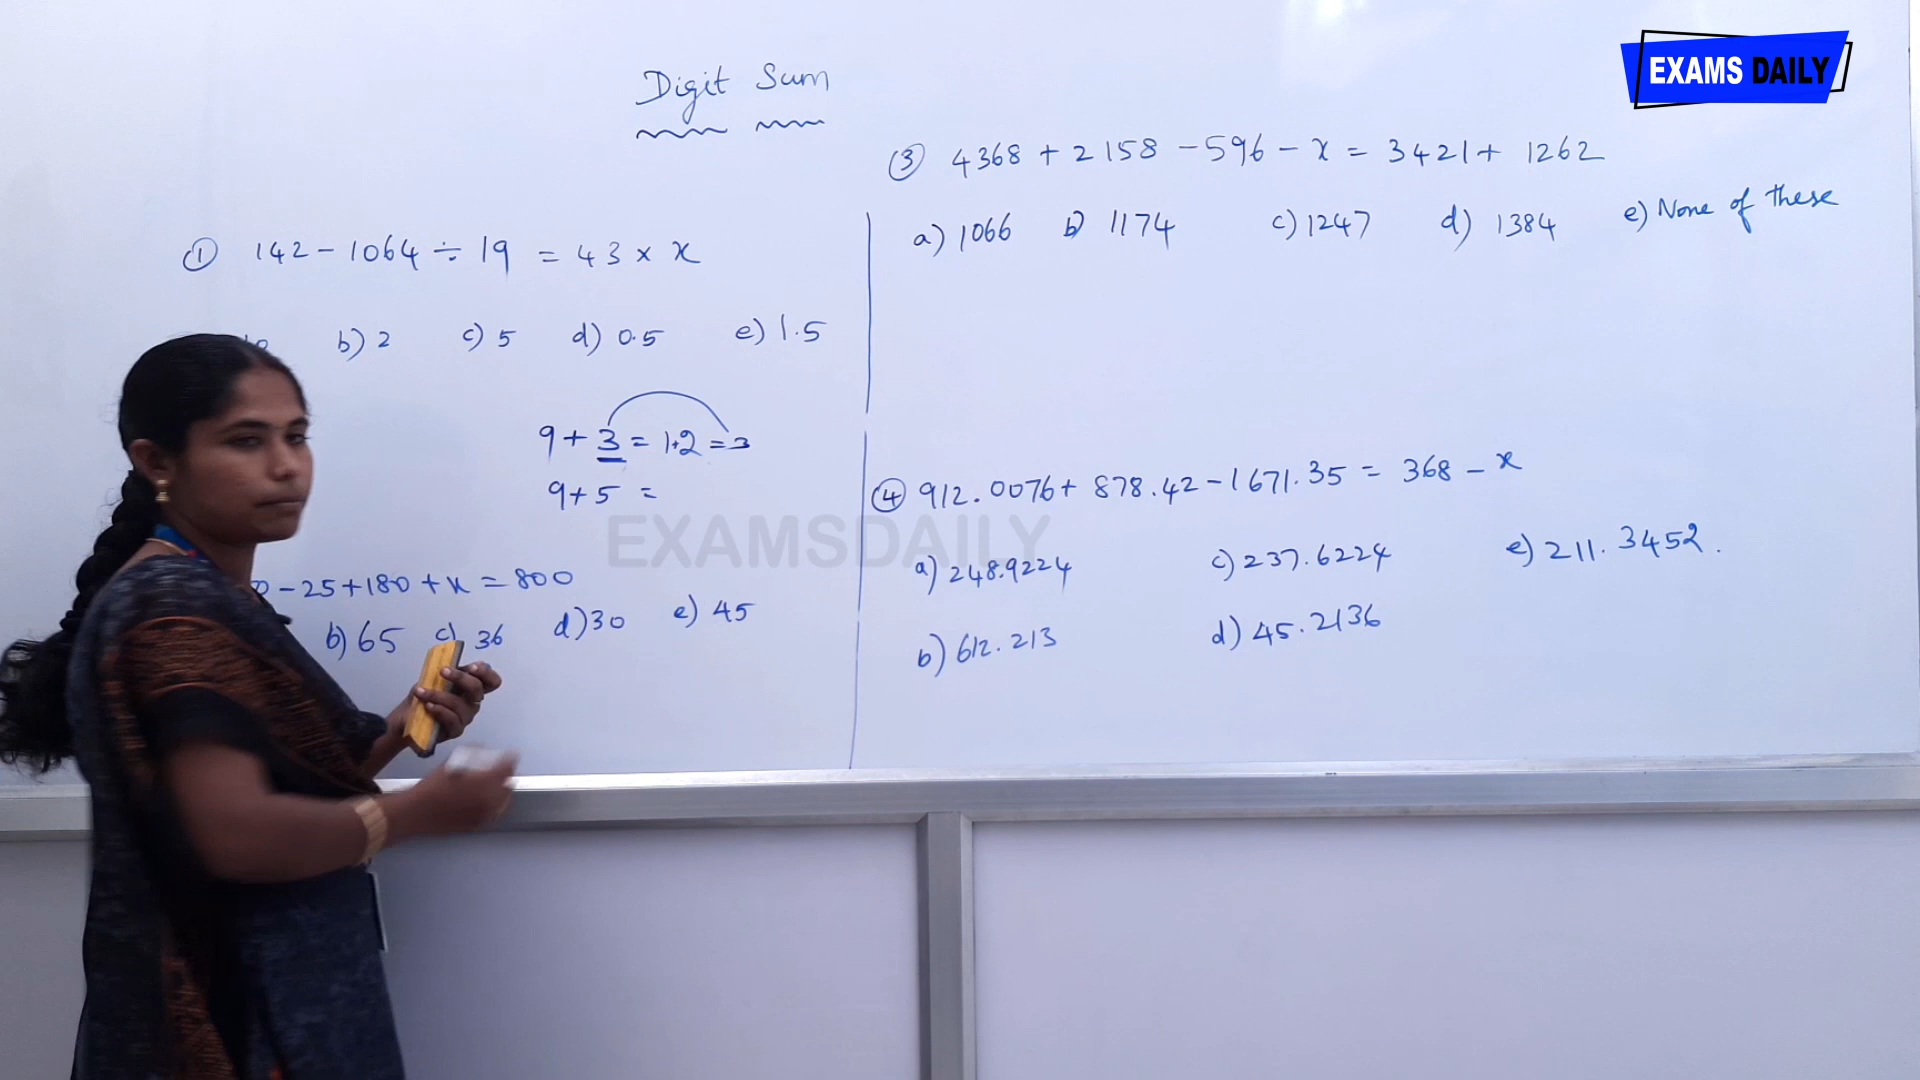 EXAMS DAILY
Digit Sum
① 142 - 1064 ÷ 19 = 43 × x
b) 2 c) 5 d) 0.5 e) 1.5
9 + 3 = 1+2 = 3
9 + 5 =
- 25 + 180 + x = 800
b) 65 c) 36 d) 30 e) 45
③ 4368 + 2158 - 596 - x = 3421 + 1262
a) 1066 b) 1174 c) 1247 d) 1384 e) None of these
④ 912.0076 + 878.42 - 1671.35 = 368 - x
a) 248.9224 c) 237.6224 e) 211.3452.
b) 612.213 d) 45.2136
EXAMSDAILY